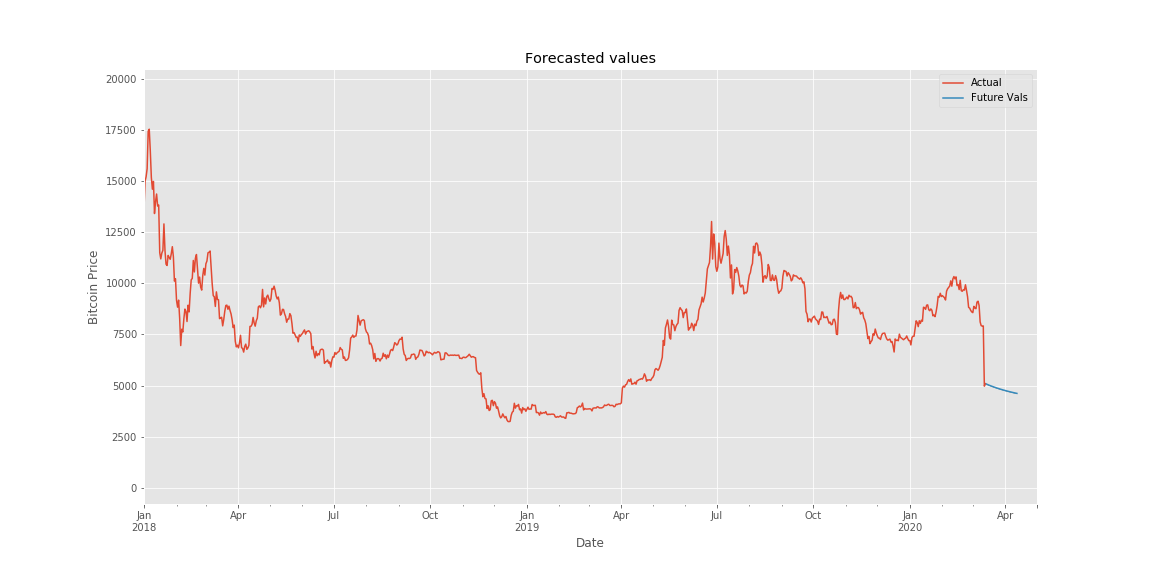 Forecasted values
Actual
Future Vals
Bitcoin Price
20000
17500
15000
12500
10000
7500
5000
2500
0
Jan
2018
Apr
Jul
Oct
Jan
2019
Apr
Jul
Oct
Jan
2020
Apr
Date